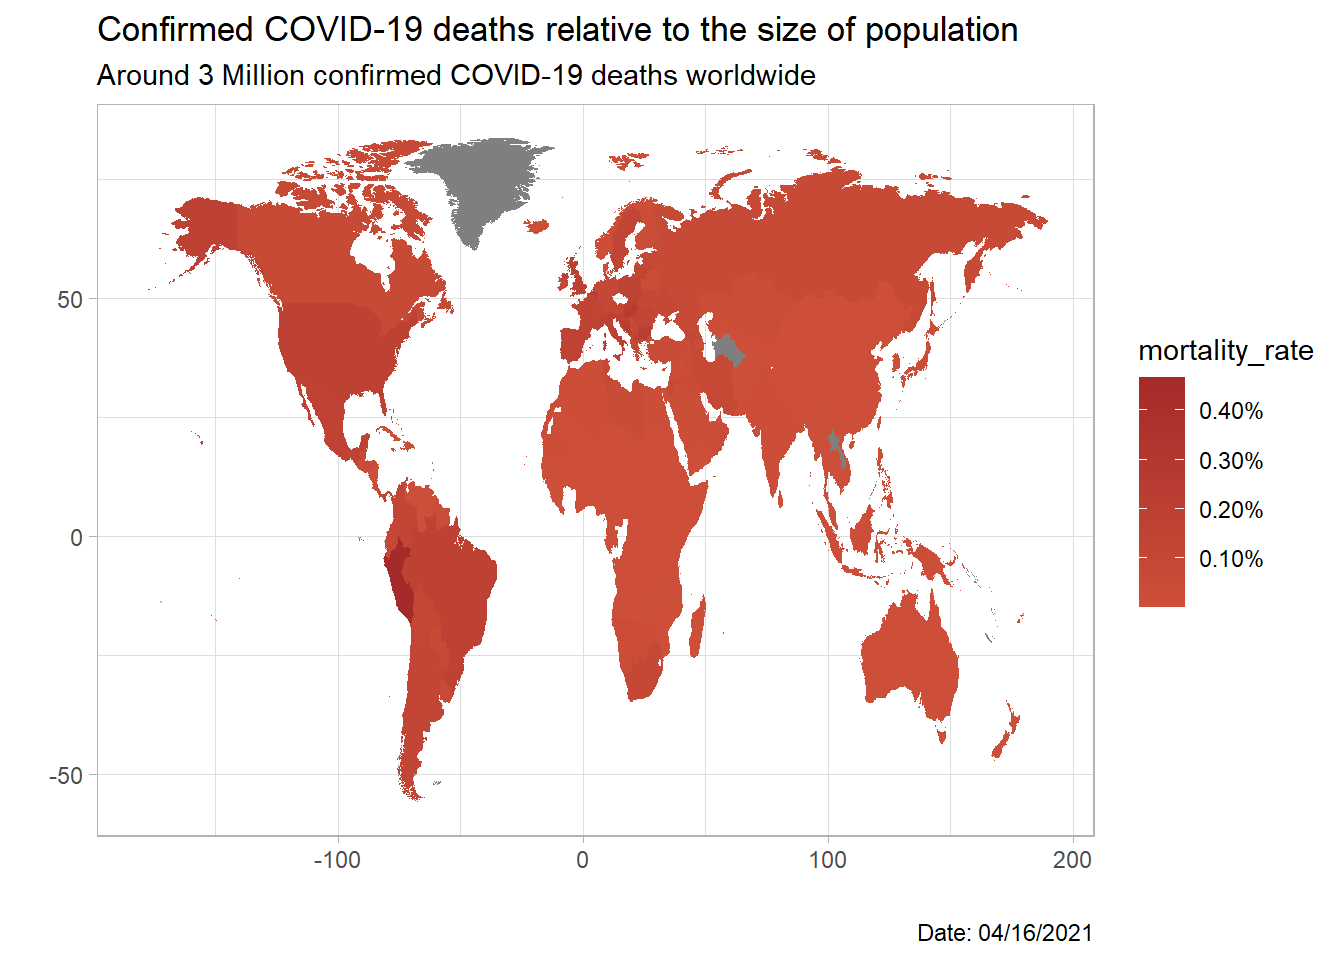 Confirmed COVID-19 deaths relative to the size of population
Around 3 Million confirmed COVID-19 deaths worldwide
50
0
-50
-100
0
100
200
mortality_rate
0.40%
0.30%
0.20%
0.10%
Date: 04/16/2021